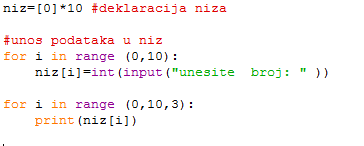 niz=[0]*10 #deklaracija niza
#unos podataka u niz
for i in range (0,10):
    niz[i]=int(input("unesite  broj: " ))
for i in range (0,10,3):
    print(niz[i])